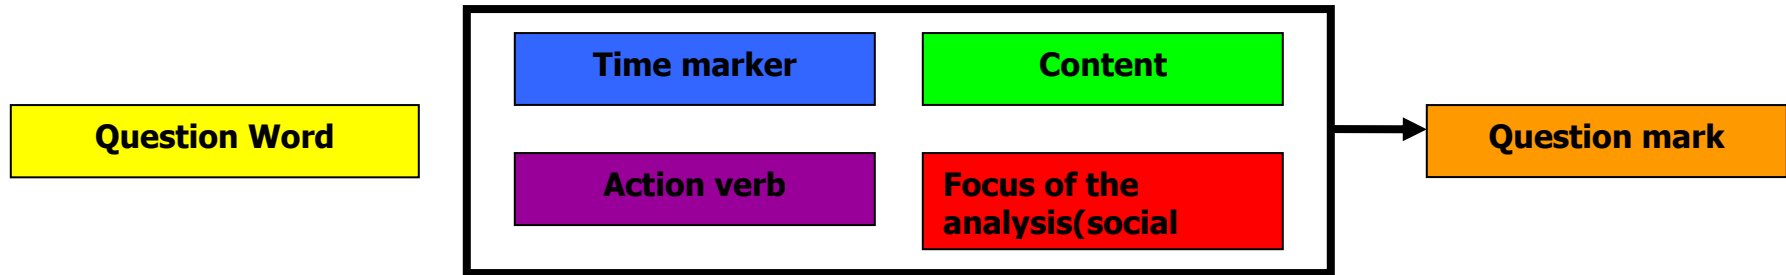 Question Word
Time marker
Content
Action verb
Focus of the
analysis(social
Question mark